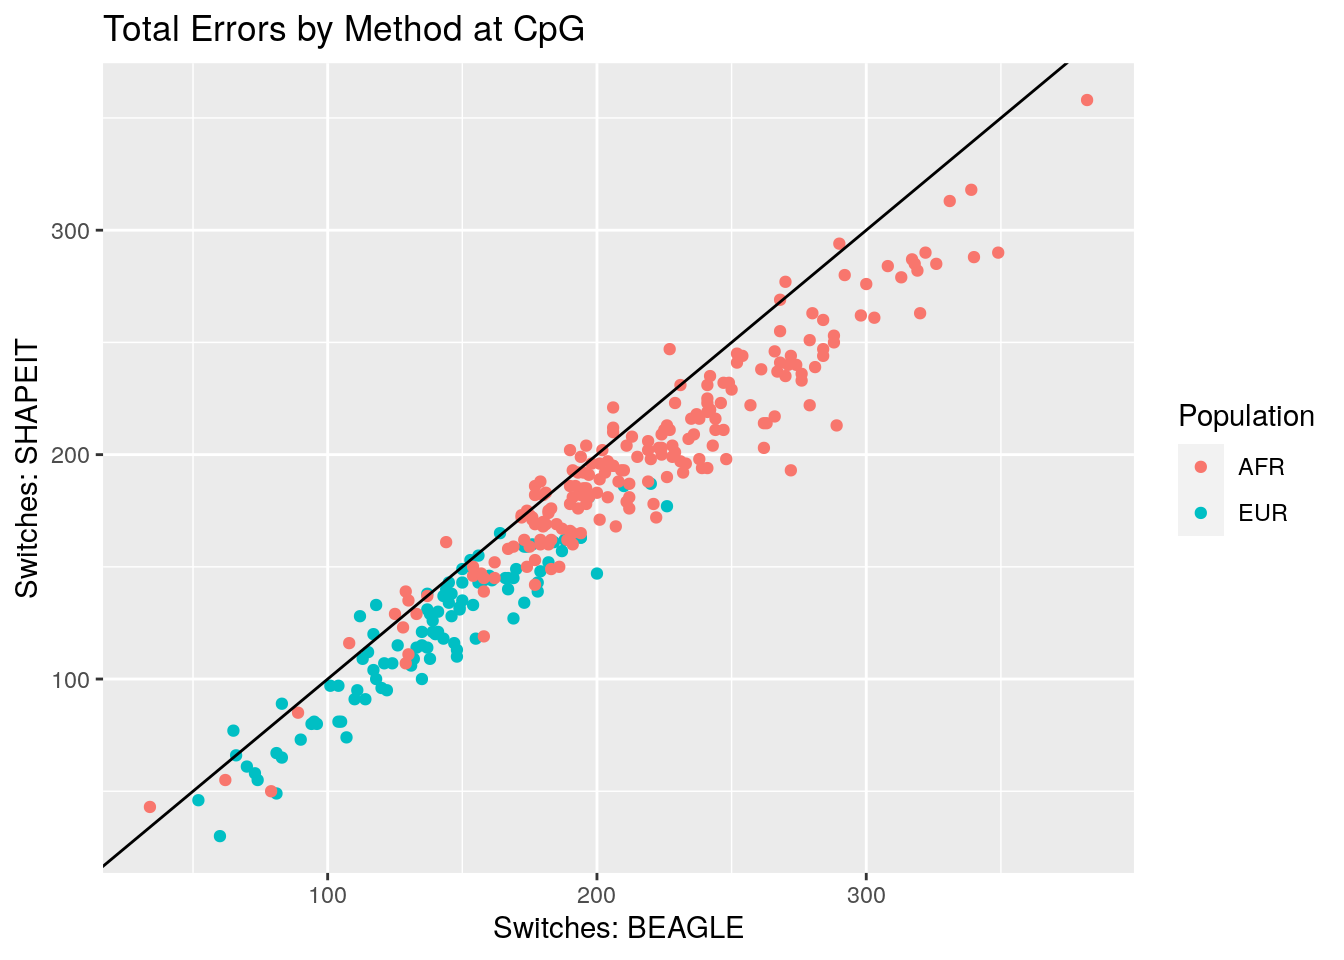 Total Errors by Method at CpG
Switches: SHAPEIT
300
200
100
100
200
300
Switches: BEAGLE
Population
AFR
EUR